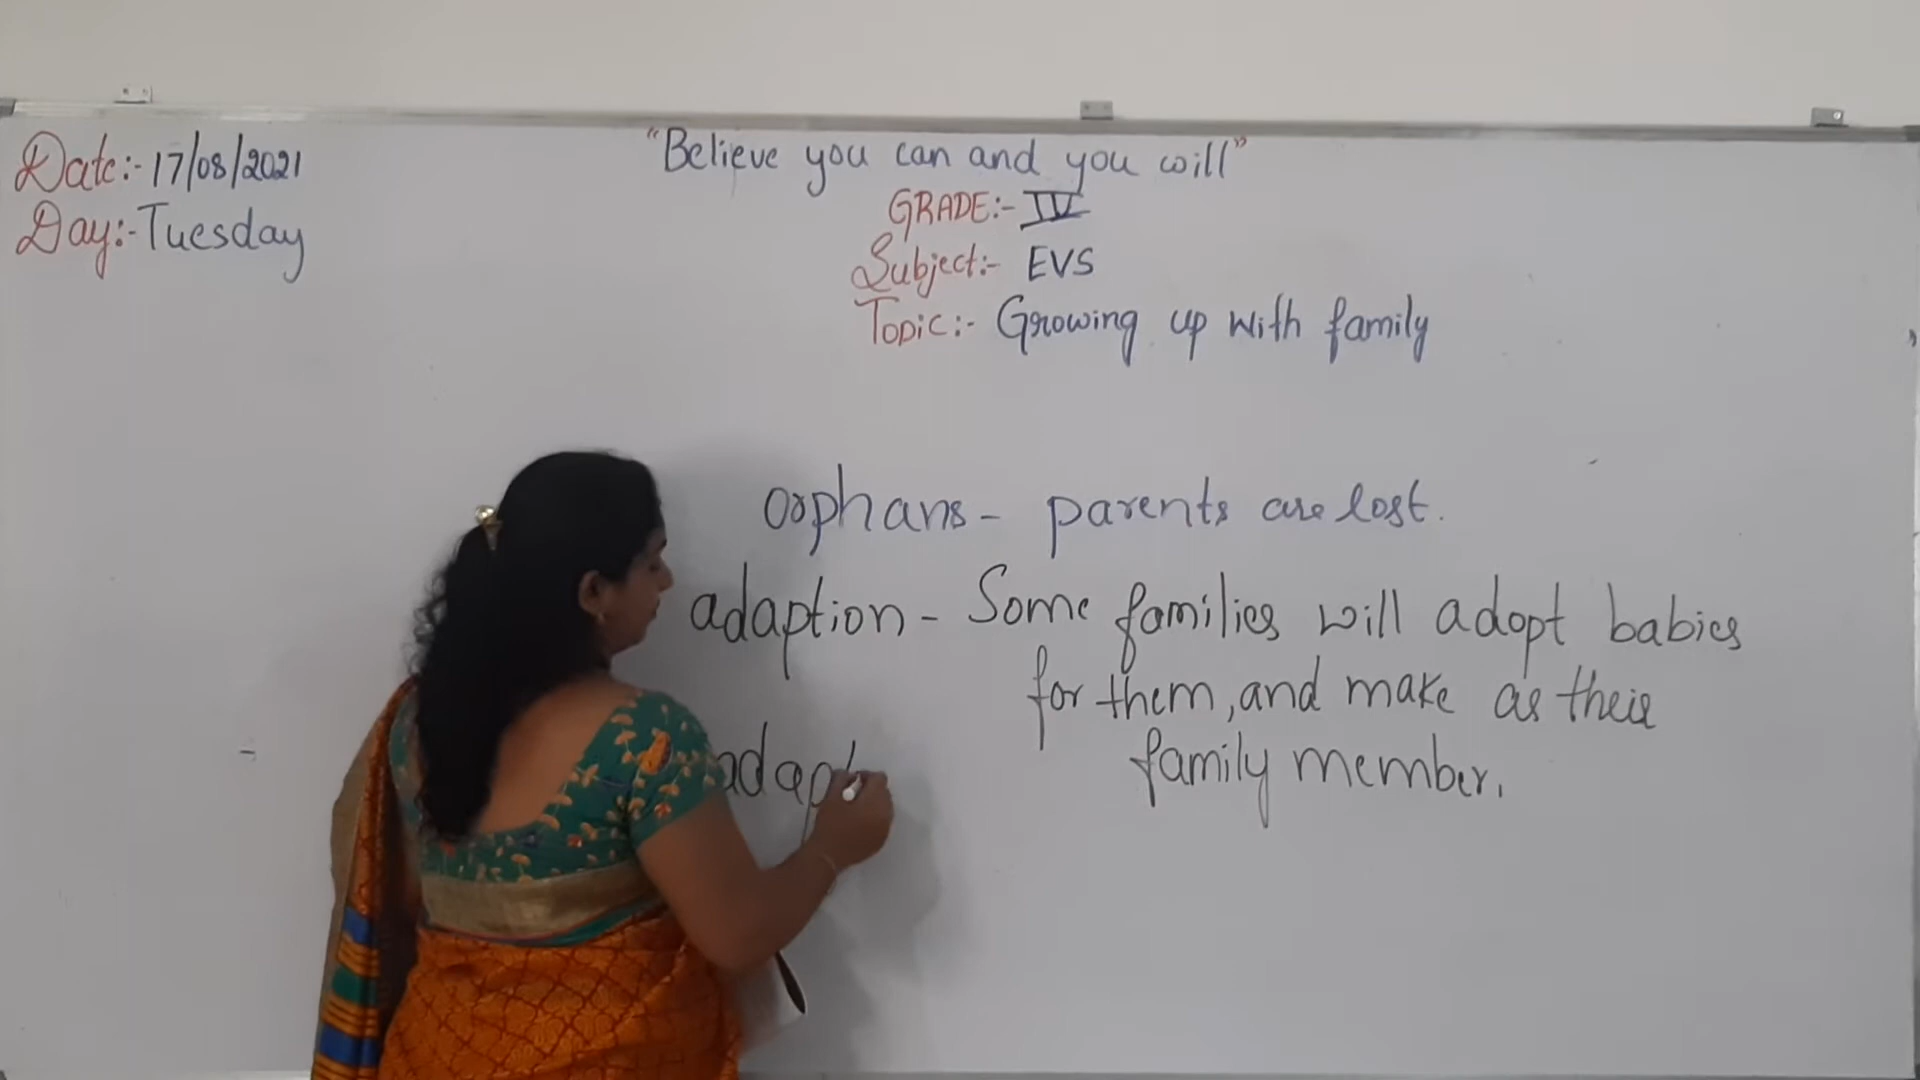 "Believe you can and you will"
Date:- 17/08/2021
Day:- Tuesday
GRADE:- IV
Subject:- EVS
Topic:- Growing up with family
orphans - parents are lost.
adaption - Some families will adopt babies
for them, and make as their
family member.
adapt